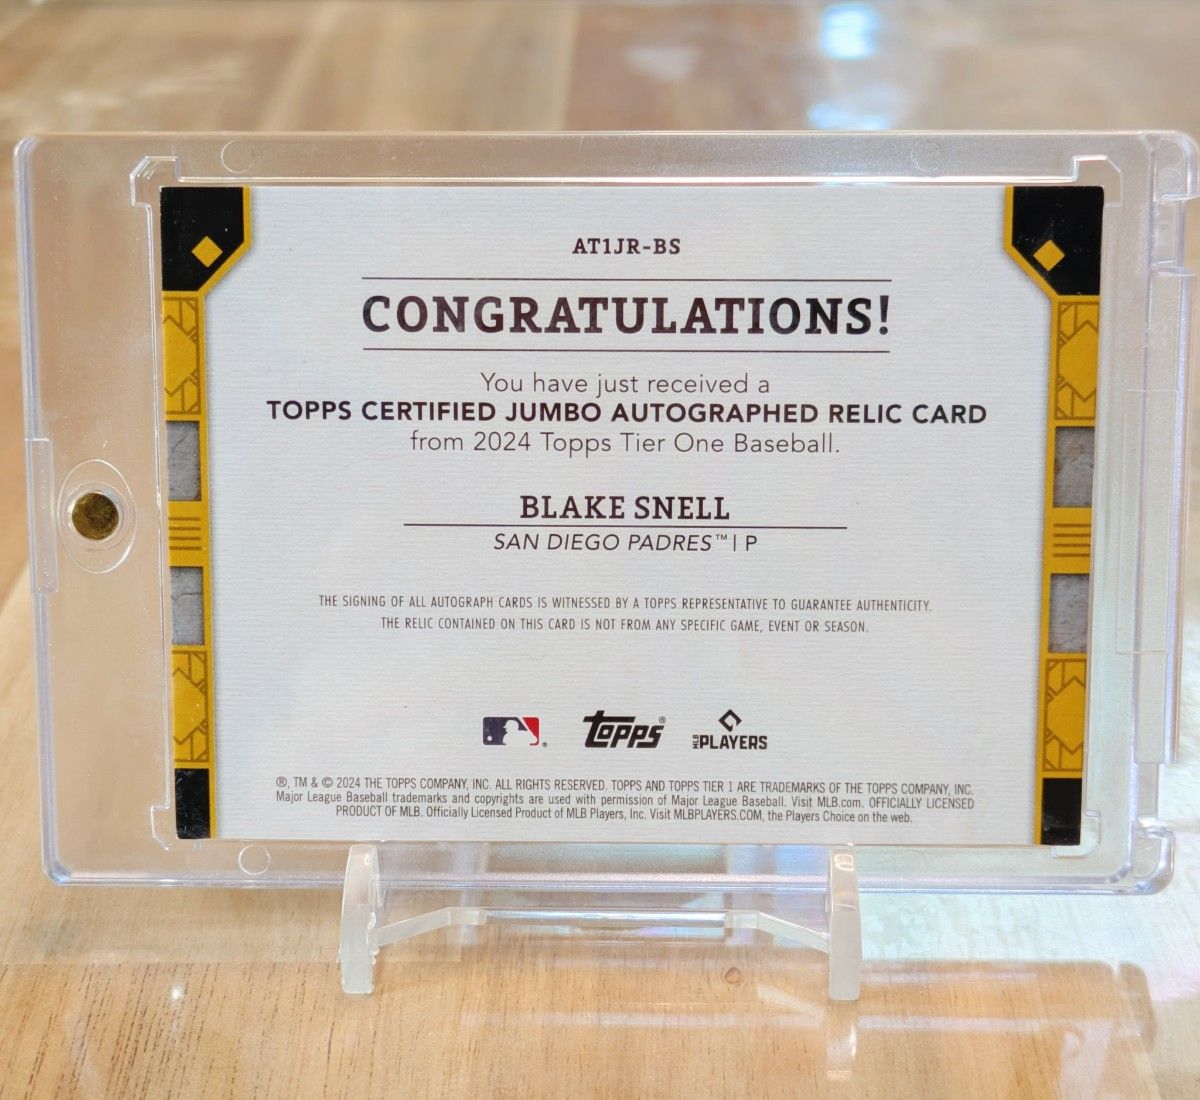 AT1JR-BS
CONGRATULATIONS!
You have just received a
TOPPS CERTIFIED JUMBO AUTOGRAPHED RELIC CARD
from 2024 Topps Tier One Baseball.
BLAKE SNELL
SAN DIEGO PADRES™ | P
THE SIGNING OF ALL AUTOGRAPH CARDS IS WITNESSED BY A TOPPS REPRESENTATIVE TO GUARANTEE AUTHENTICITY.
THE RELIC CONTAINED ON THIS CARD IS NOT FROM ANY SPECIFIC GAME, EVENT OR SEASON.
® TOPPS® MLB PLAYERS
®, TM & © 2024 THE TOPPS COMPANY, INC. ALL RIGHTS RESERVED. TOPPS AND TOPPS TIER 1 ARE TRADEMARKS OF THE TOPPS COMPANY, INC.
Major League Baseball trademarks and copyrights are used with permission of Major League Baseball. Visit MLB.com. OFFICIALLY LICENSED
PRODUCT OF MLB. Officially Licensed Product of MLB Players, Inc. Visit MLBPLAYERS.COM, the Players Choice on the web.